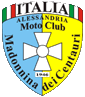 ITALIA
ALESSANDRIA
Moto Club
1946
Madonnina dei Centauri